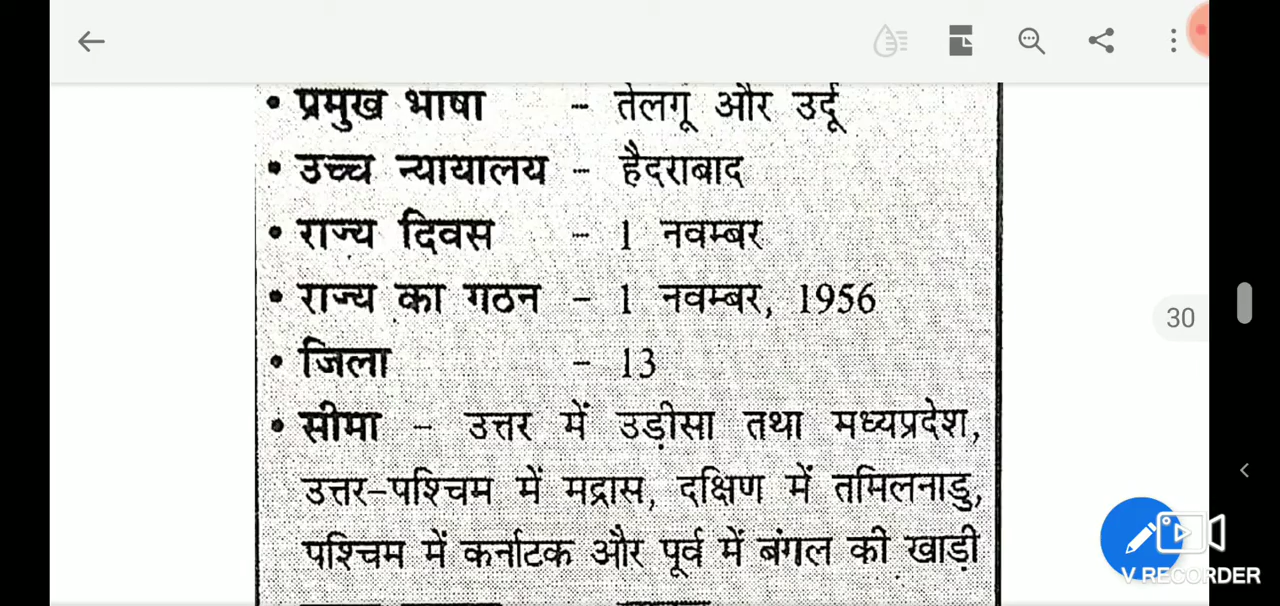 • प्रमुख भाषा -- तेलगू और उर्दू
• उच्च न्यायालय -- हैदराबाद
• राज्य दिवस -- 1 नवम्बर
• राज्य का गठन - 1 नवम्बर, 1956
30
• जिला - 13
• सीमा - उत्तर में उड़ीसा तथा मध्यप्रदेश,
उत्तर-पश्चिम में मद्रास, दक्षिण में तमिलनाडु,
पश्चिम में कर्नाटक और पूर्व में बंगल की खाड़ी
V RECORDER